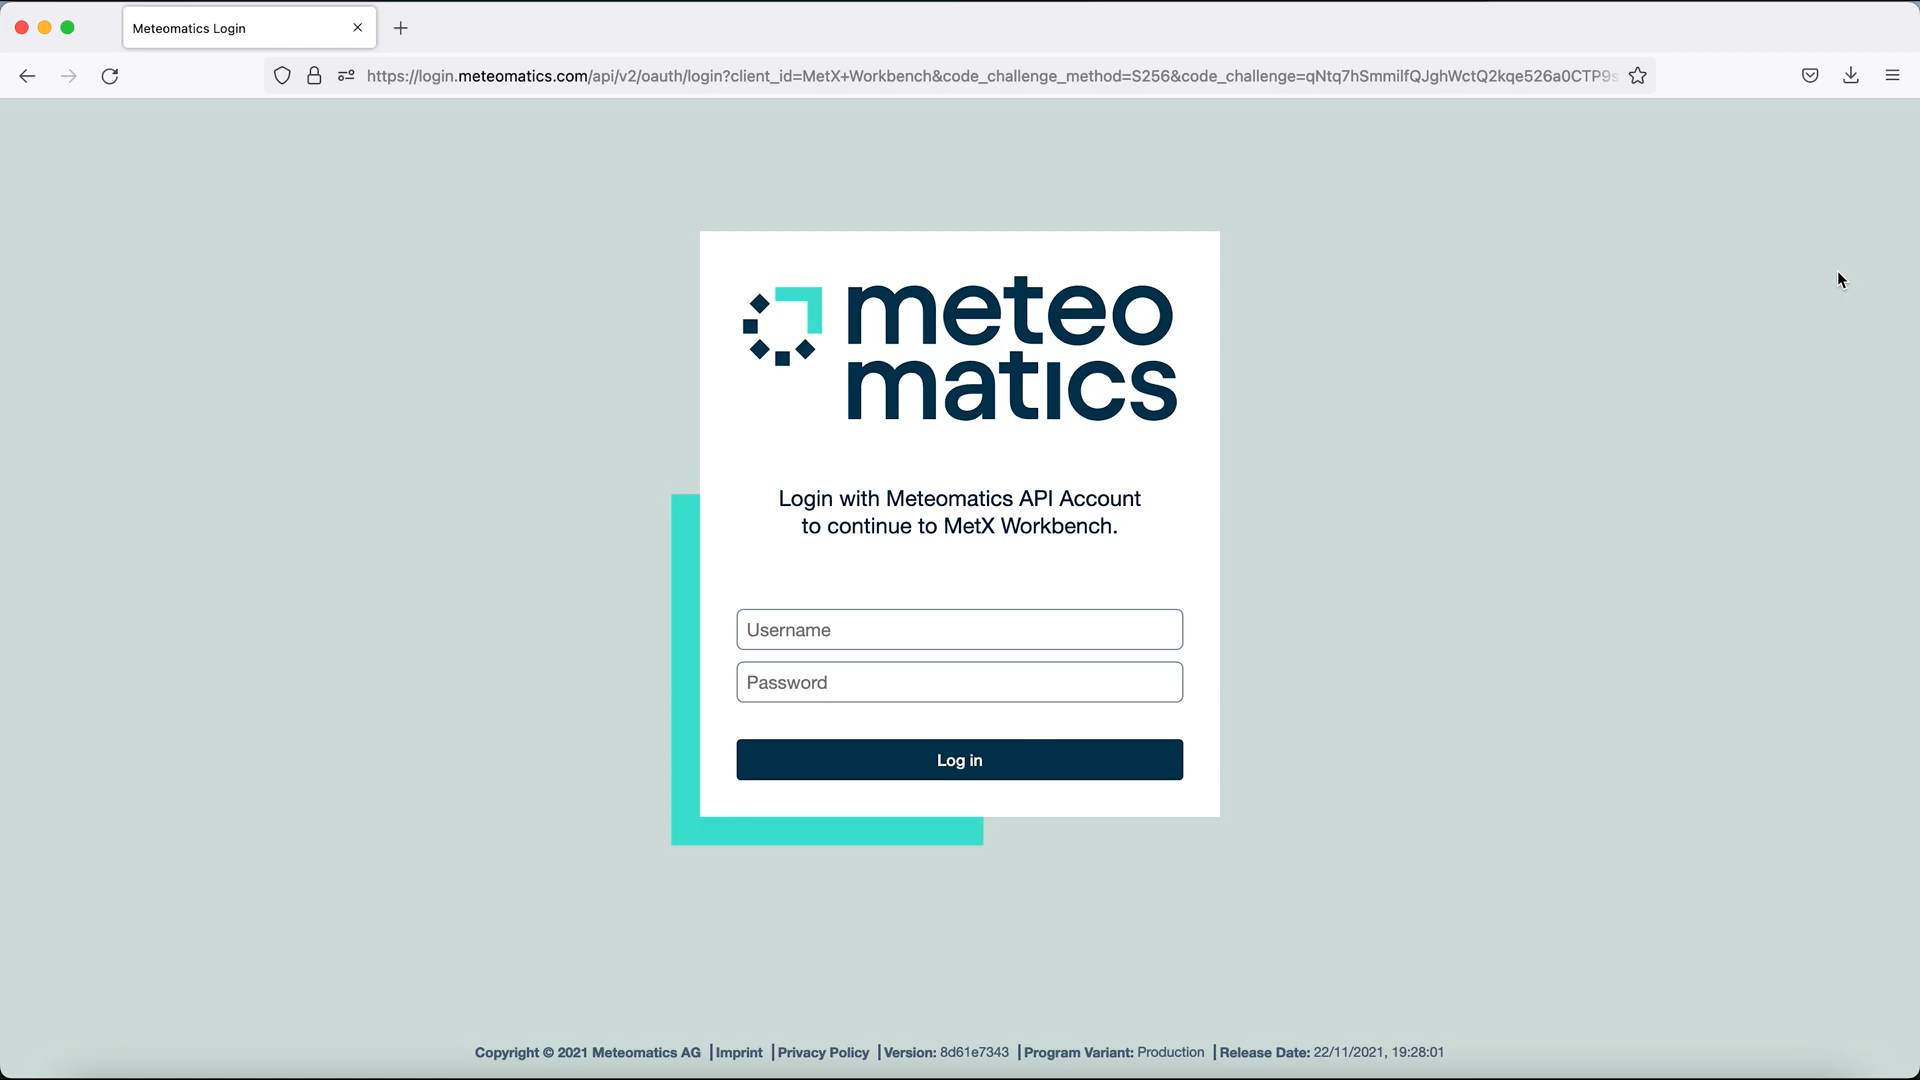 Meteomatics Login
https://login.meteomatics.com/api/v2/oauth/login?client_id=MetX+Workbench&code_challenge_method=S256&code_challenge=qNtq7hSmmilfQJghWctQ2kqe526a0CTP9s
meteo
matics
Login with Meteomatics API Account
to continue to MetX Workbench.
Username
Password
Log in
Copyright © 2021 Meteomatics AG | Imprint | Privacy Policy | Version: 8d61e7343 | Program Variant: Production | Release Date: 22/11/2021, 19:28:01